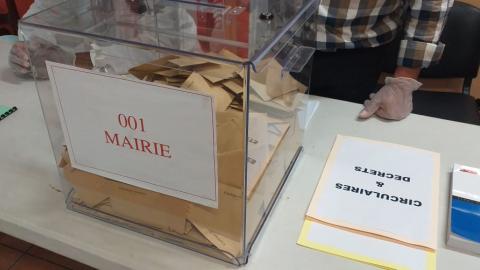 001
MAIRIE
CIRCULAIRES
&
DECRETS